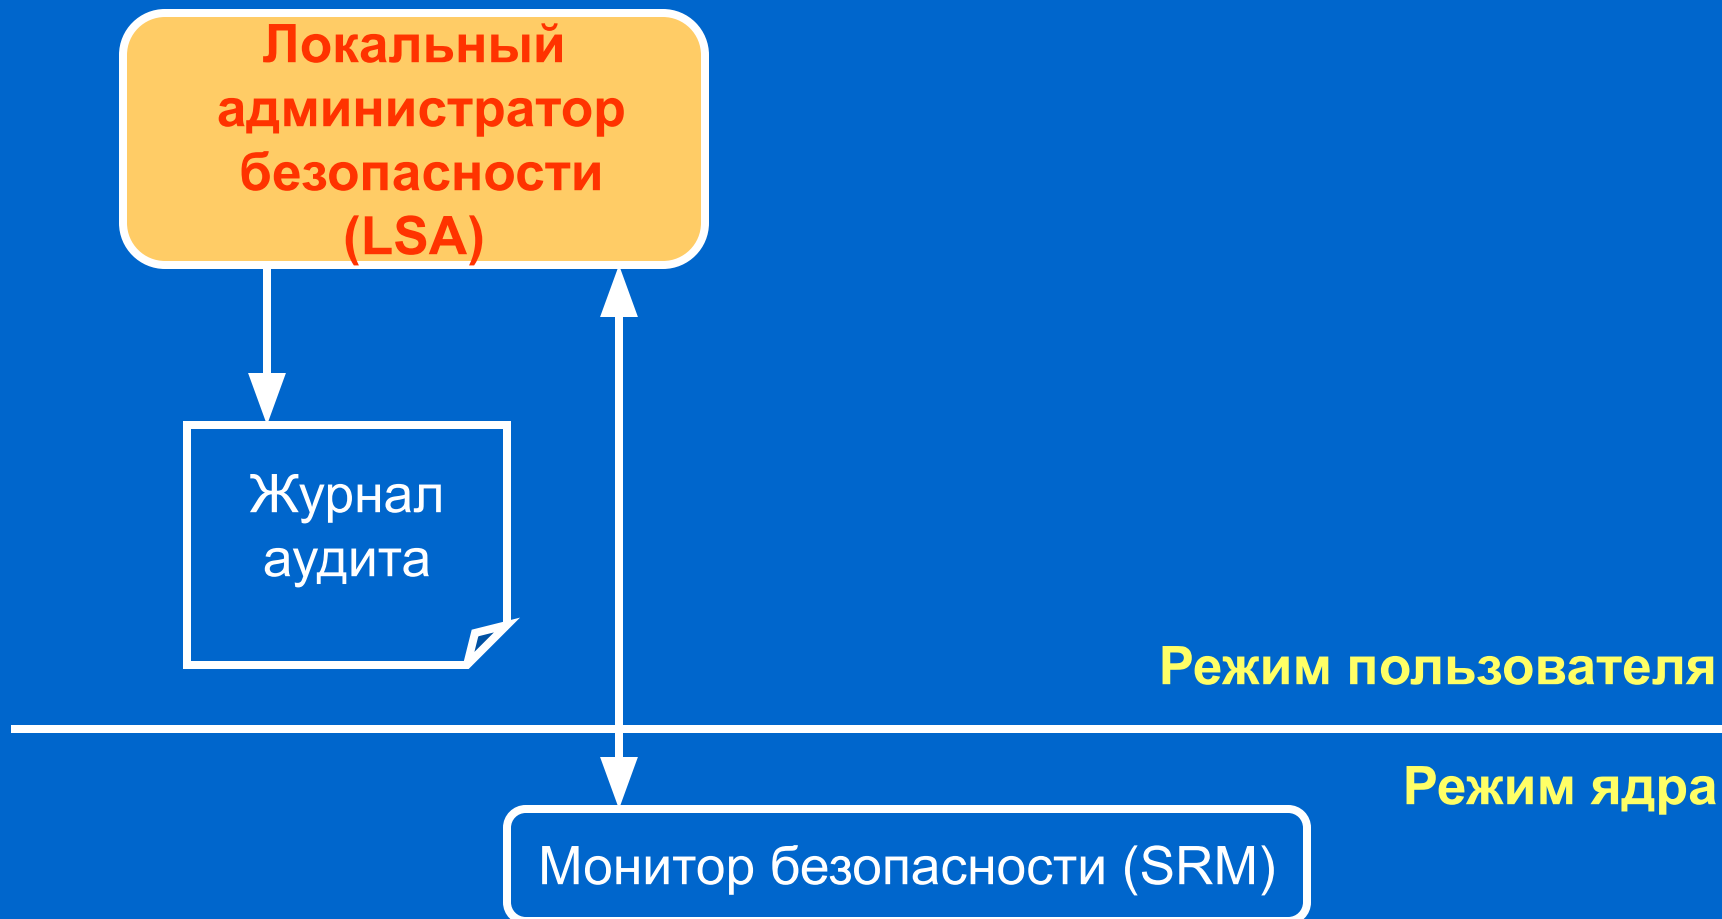 Локальный
администратор
безопасности
(LSA)
Журнал
аудита
Режим пользователя
Режим ядра
Монитор безопасности (SRM)